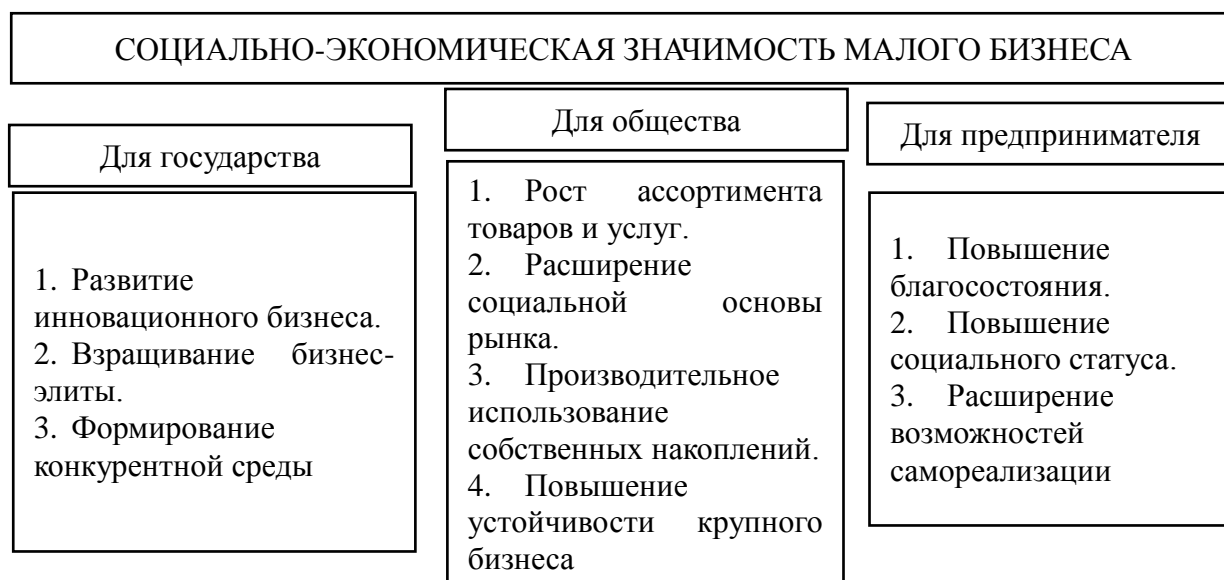 СОЦИАЛЬНО-ЭКОНОМИЧЕСКАЯ ЗНАЧИМОСТЬ МАЛОГО БИЗНЕСА
Для государства
1. Развитие
инновационного бизнеса.
2. Взращивание бизнес-
элиты.
3. Формирование
конкурентной среды
Для общества
1. Рост ассортимента
товаров и услуг.
2. Расширение
социальной основы
рынка.
3. Производительное
использование
собственных накоплений.
4. Повышение
устойчивости крупного
бизнеса
Для предпринимателя
1. Повышение
благосостояния.
2. Повышение
социального статуса.
3. Расширение
возможностей
самореализации